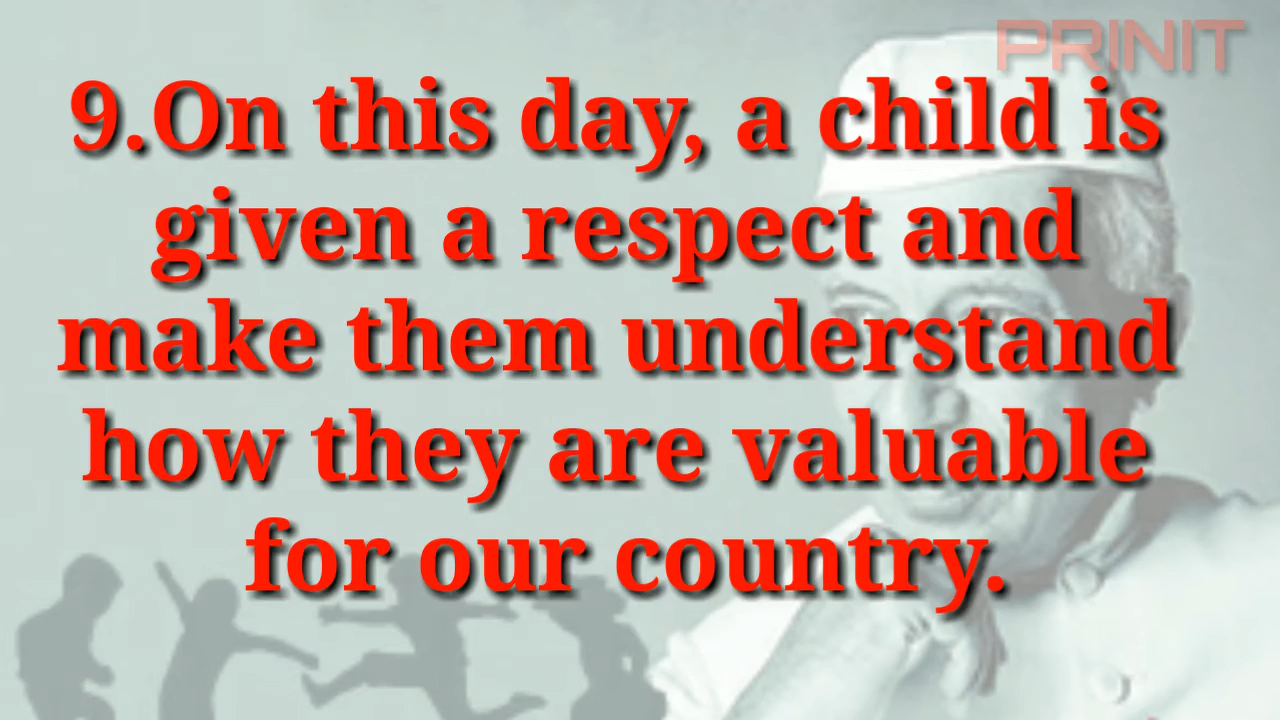 PRINIT
9.On this day, a child is
given a respect and
make them understand
how they are valuable
for our country.